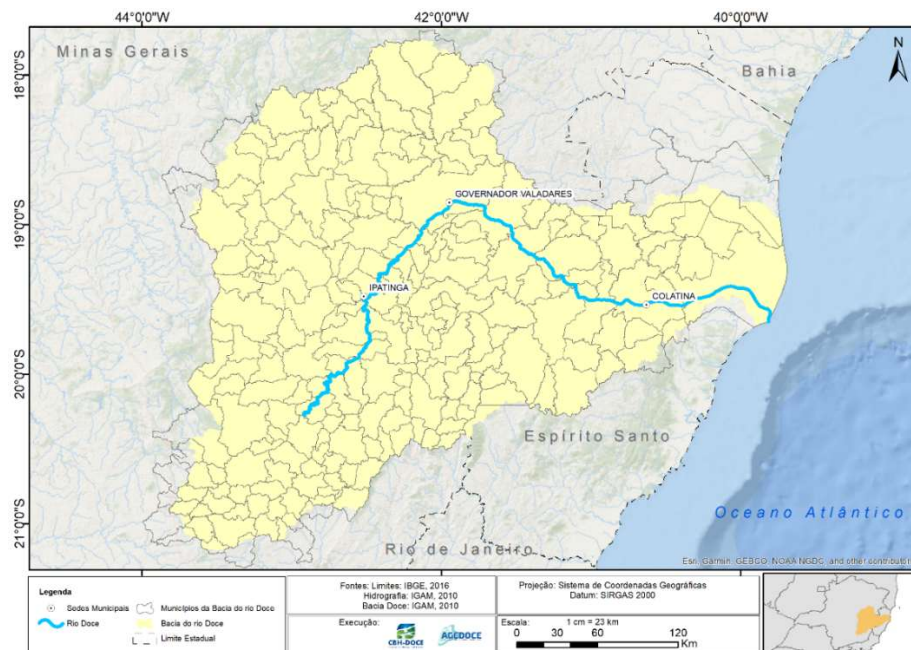 44°0'0"W 42°0'0"W 40°0'0"W
Minas Gerais
18°0'0"S
Bahia
N
GOVERNADOR VALADARES
19°0'0"S
IPATINGA
COLATINA
20°0'0"S
Espírito Santo
21°0'0"S
Oceano Atlântico
Rio de Janeiro
Esri, Garmin, GEBCO, NOAA NGDC, and other contributors
Legenda
Sedes Municipais
Rio Doce
Municípios da Bacia do rio Doce
Bacia do rio Doce
Limite Estadual
Fontes: Limites: IBGE, 2016
Hidrografia: IGAM, 2010
Bacia Doce: IGAM, 2010
Execução:
CBH-DOCE
AGEDOCE
Projeção: Sistema de Coordenadas Geográficas
Datum: SIRGAS 2000
Escala: 1 cm = 23 km
0 30 60 120
Km